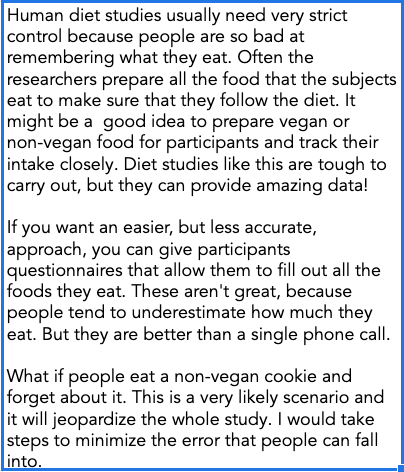 Human diet studies usually need very strict
control because people are so bad at
remembering what they eat. Often the
researchers prepare all the food that the subjects
eat to make sure that they follow the diet. It
might be a  good idea to prepare vegan or
non-vegan food for participants and track their
intake closely. Diet studies like this are tough to
carry out, but they can provide amazing data!

If you want an easier, but less accurate,
approach, you can give participants
questionnaires that allow them to fill out all the
foods they eat. These aren't great, because
people tend to underestimate how much they
eat. But they are better than a single phone call.

What if people eat a non-vegan cookie and
forget about it. This is a very likely scenario and
it will jeopardize the whole study. I would take
steps to minimize the error that people can fall
into.